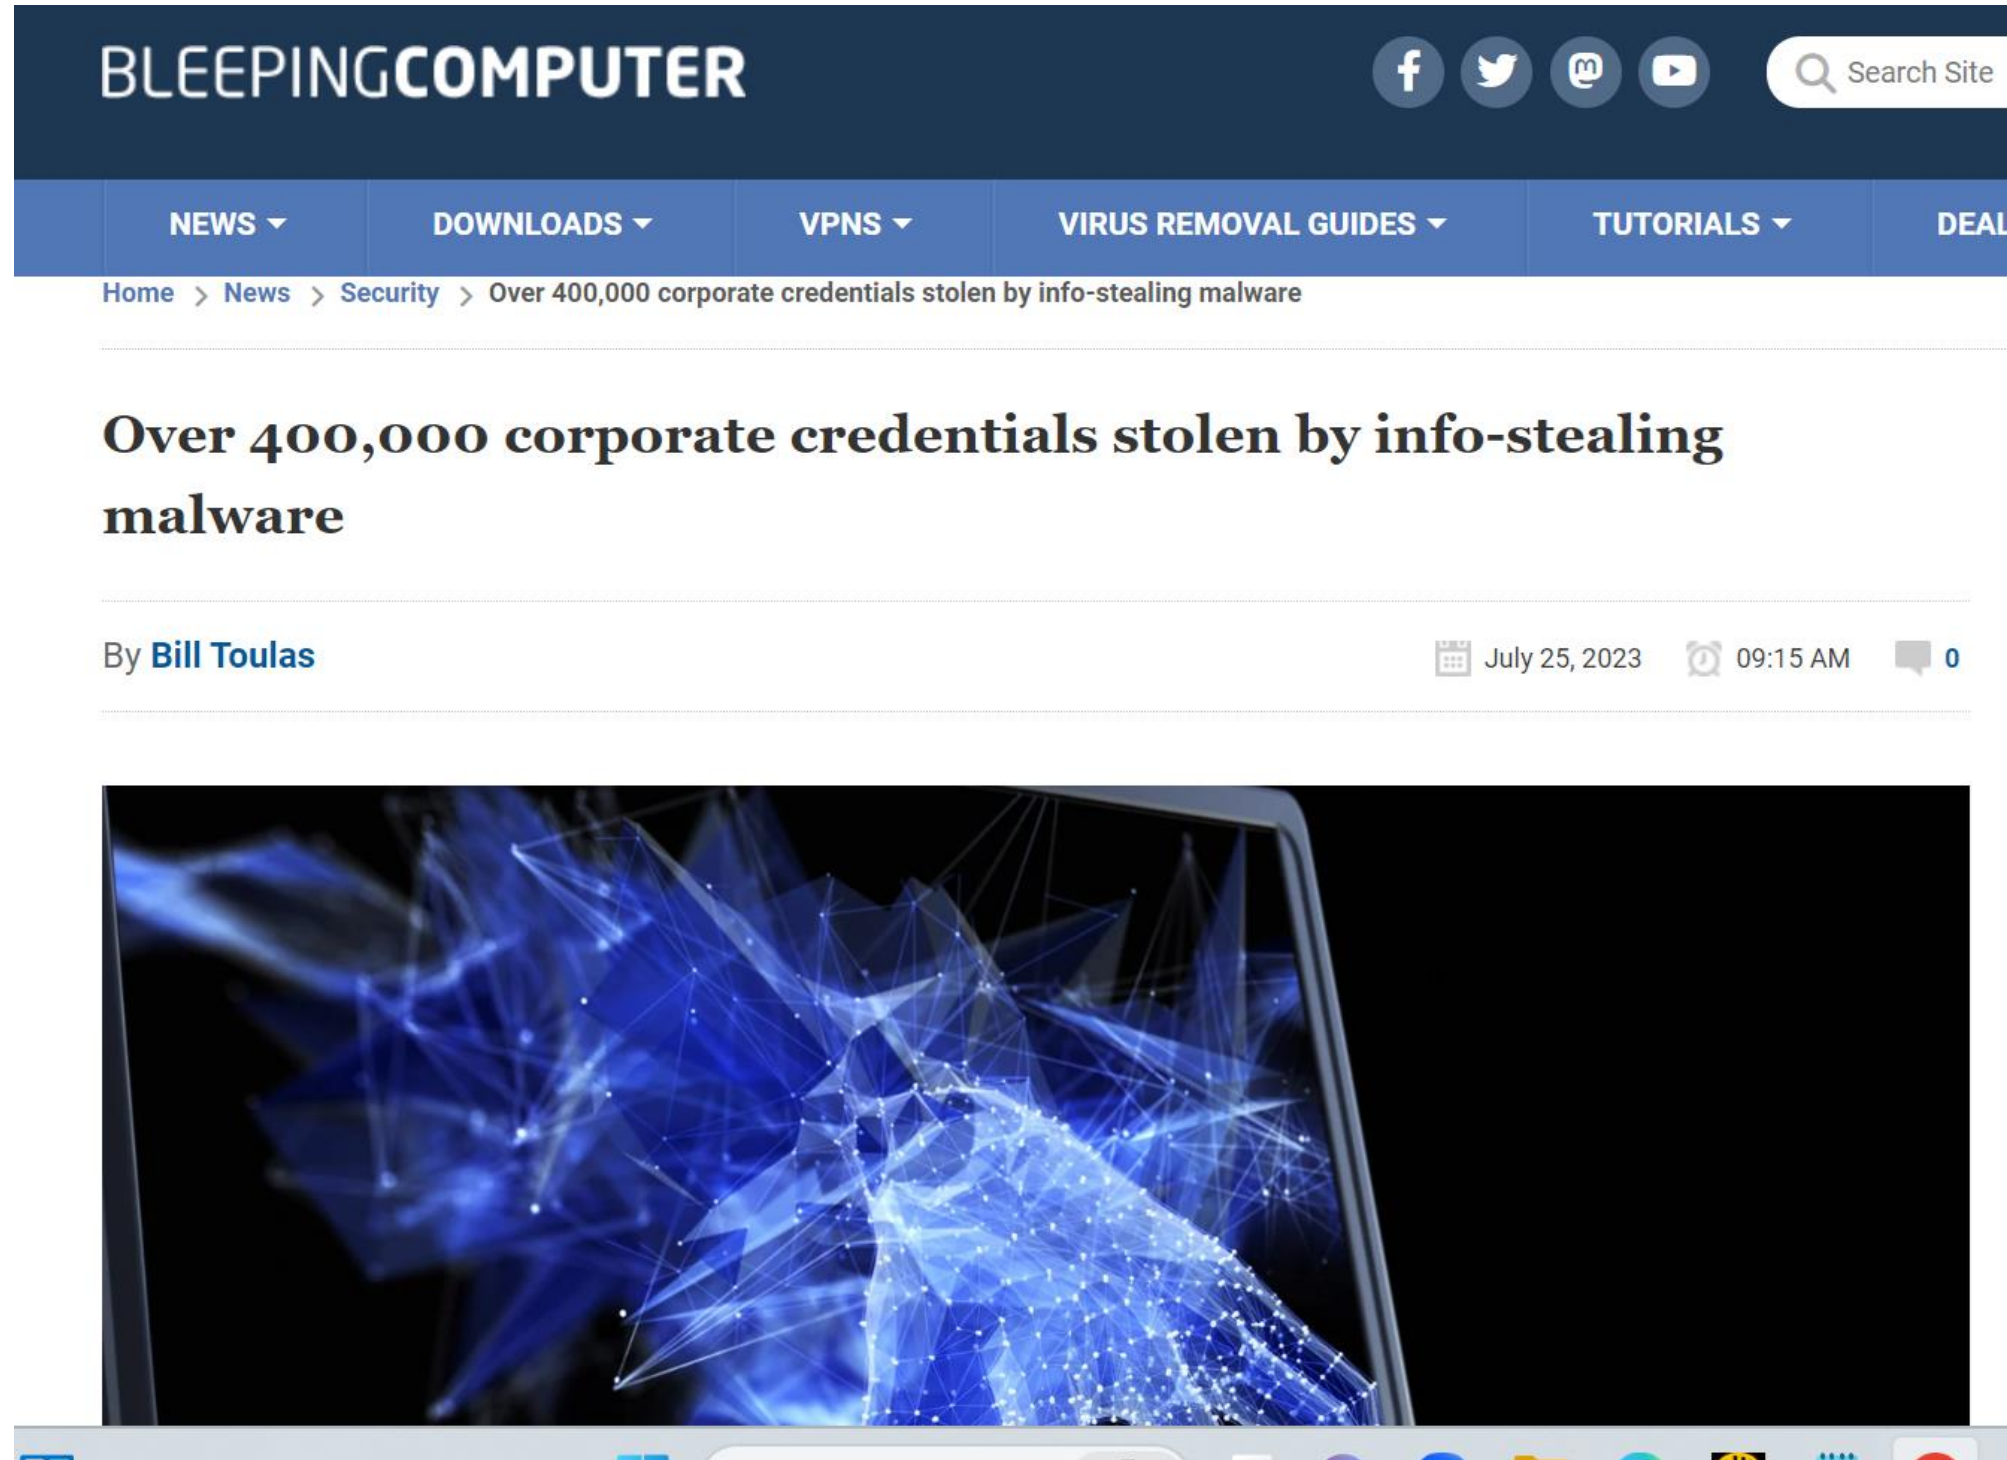 BLEEPINGCOMPUTER
Search Site
NEWS DOWNLOADS VPNS VIRUS REMOVAL GUIDES TUTORIALS DEAL
Home > News > Security > Over 400,000 corporate credentials stolen by info-stealing malware
Over 400,000 corporate credentials stolen by info-stealing
malware
By Bill Toulas July 25, 2023 09:15 AM 0